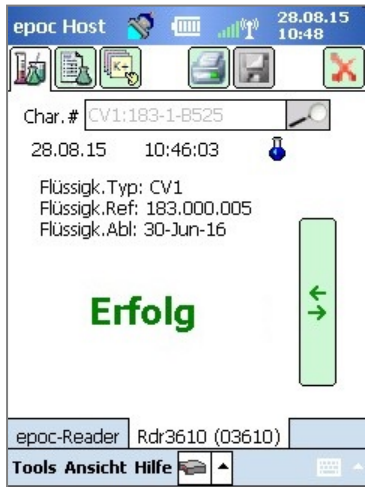 epoc Host 28.08.15
10:48
K+
Char.# CV1:183-1-B525
28.08.15 10:46:03
Flüssigk.Typ: CV1
Flüssigk.Ref: 183.000.005
Flüssigk.Abl: 30-Jun-16
Erfolg
epoc-Reader Rdr3610 (03610)
Tools Ansicht Hilfe